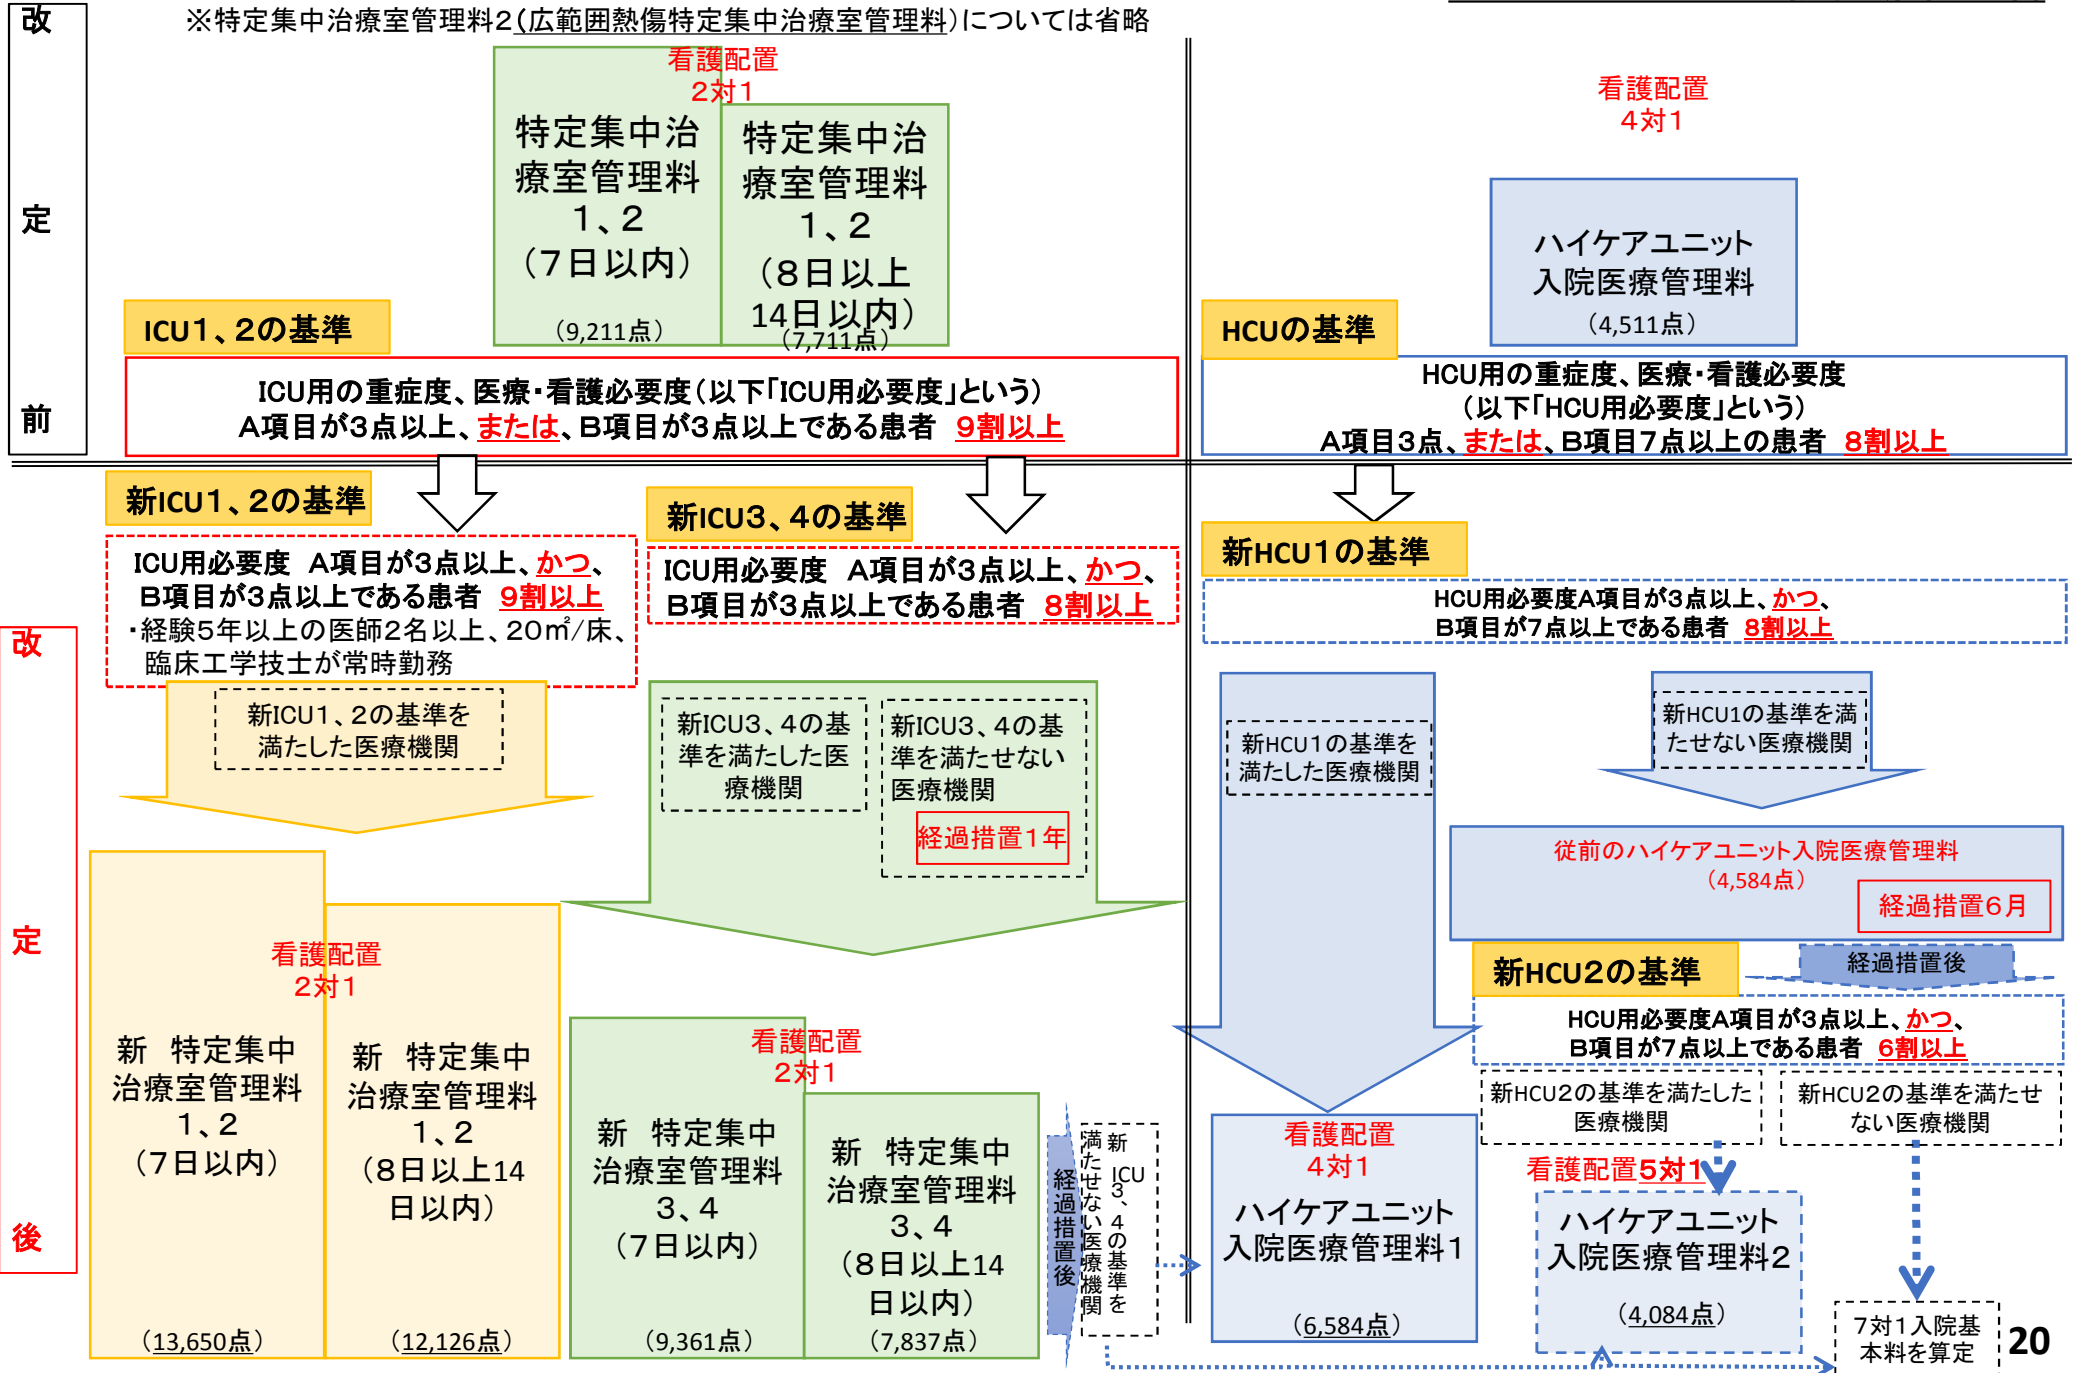 ※特定集中治療室管理料２(広範囲熱傷特定集中治療室管理料)については省略
改
定
前
看護配置
２対１
特定集中治
療室管理料
１、２
（７日以内）
（9,211点）
特定集中治
療室管理料
１、２
（８日以上
14日以内）
（7,711点）
ICU１、２の基準
ICU用の重症度、医療・看護必要度（以下「ICU用必要度」という）
A項目が３点以上、または、B項目が３点以上である患者　９割以上
看護配置
４対１
ハイケアユニット
入院医療管理料
（4,511点）
HCUの基準
HCU用の重症度、医療・看護必要度
（以下「HCU用必要度」という）
A項目３点、または、B項目７点以上の患者　８割以上
改
定
後
新ICU１、２の基準
ICU用必要度　A項目が３点以上、かつ、
B項目が３点以上である患者　９割以上
・経験５年以上の医師２名以上、２０㎡/床、
臨床工学技士が常時勤務
新ICU３、４の基準
ICU用必要度　A項目が３点以上、かつ、
B項目が３点以上である患者　８割以上
新HCU１の基準
HCU用必要度A項目が３点以上、かつ、
B項目が７点以上である患者　８割以上
新ICU１、２の基準を
満たした医療機関
新ICU３、４の基
準を満たした医
療機関
新ICU３、４の基
準を満たせない
医療機関
経過措置１年
新HCU１の基準を
満たした医療機関
新HCU1の基準を満
たせない医療機関
従前のハイケアユニット入院医療管理料
（4,584点）
経過措置６月
経過措置後
新HCU２の基準
HCU用必要度A項目が３点以上、かつ、
B項目が７点以上である患者　６割以上
新HCU２の基準を満たした
医療機関
新HCU２の基準を満たせ
ない医療機関
看護配置
２対１
新　特定集中
治療室管理料
１、２
（７日以内）
（13,650点）
新　特定集中
治療室管理料
１、２
（８日以上14
日以内）
（12,126点）
看護配置
２対１
新　特定集中
治療室管理料
３、４
（７日以内）
（9,361点）
新　特定集中
治療室管理料
３、４
（８日以上14
日以内）
（7,837点）
経過措置後
新ICU３、４の基準を
満たせない医療機関
看護配置
４対１
ハイケアユニット
入院医療管理料１
（6,584点）
看護配置５対１
ハイケアユニット
入院医療管理料２
（4,084点）
７対１入院基
本料を算定
20